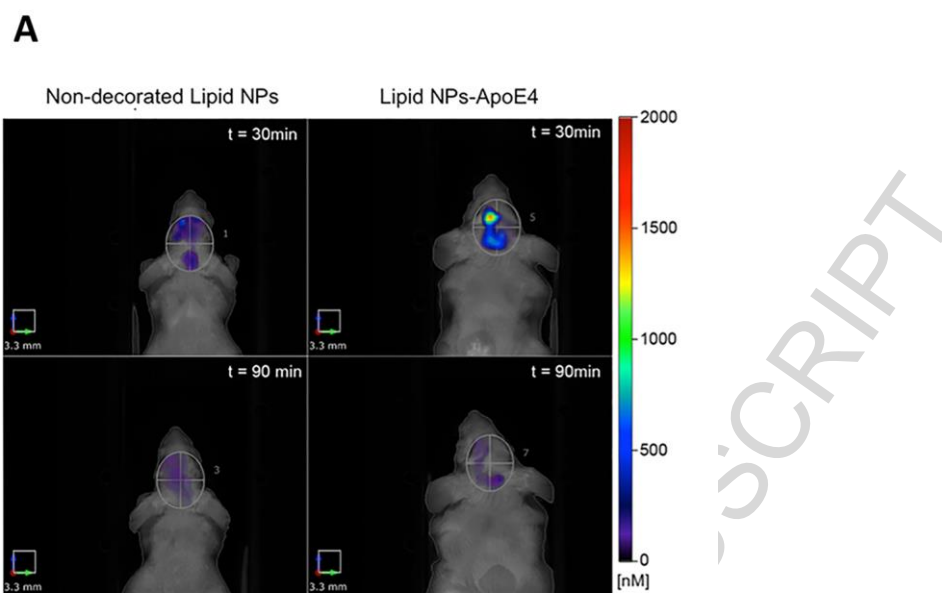 A
Non-decorated Lipid NPs
Lipid NPs-ApoE4
t = 30min
1
3.3 mm
t = 30min
5
3.3 mm
t = 90 min
3
3.3 mm
t = 90min
7
3.3 mm
2000
1500
1000
500
0
[nM]
SCRIPT